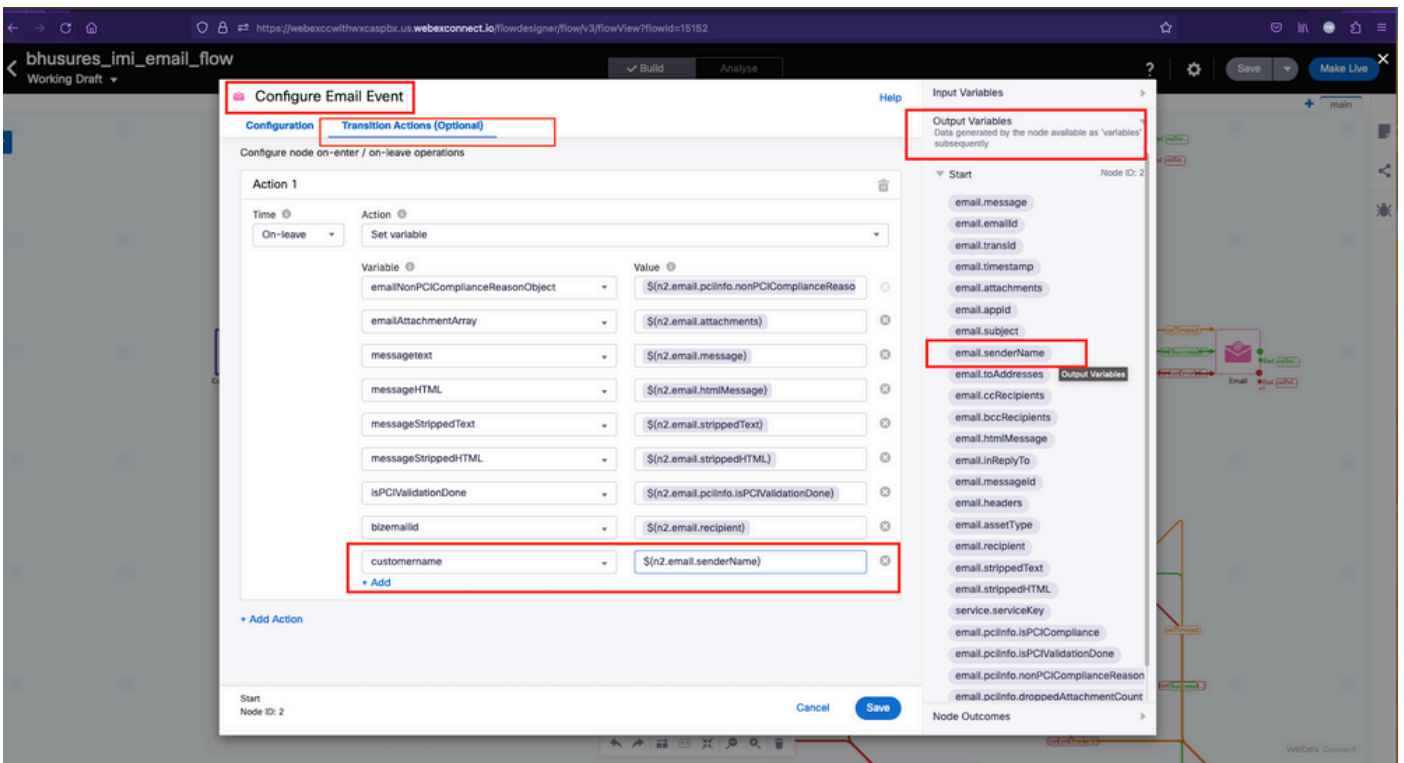 https://webexccwithwxcaspbx.us.webexconnect.io/flowdesigner/flow/v3/flowView?flowId=15152
bhusures_imi_email_flow
Working Draft
Build
Analyse
?
Save
Make Live
main
Configure Email Event
Help
Configuration
Transition Actions (Optional)
Configure node on-enter / on-leave operations
Action 1
Time
Action
On-leave
Set variable
Variable
Value
emailNonPCIComplianceReasonObject
$(n2.email.pciInfo.nonPCIComplianceReaso
emailAttachmentArray
$(n2.email.attachments)
messagetext
$(n2.email.message)
messageHTML
$(n2.email.htmlMessage)
messageStrippedText
$(n2.email.strippedText)
messageStrippedHTML
$(n2.email.strippedHTML)
isPCIValidationDone
$(n2.email.pciInfo.isPCIValidationDone)
bizemailid
$(n2.email.recipient)
customername
$(n2.email.senderName)
+ Add
+ Add Action
Start
Node ID: 2
Cancel
Save
Input Variables
Output Variables
Data generated by the node available as 'variables'
subsequently
Start
Node ID: 2
email.message
email.emailId
email.transId
email.timestamp
email.attachments
email.appId
email.subject
email.senderName
email.toAddresses
Output Variables
email.ccRecipients
email.bccRecipients
email.htmlMessage
email.inReplyTo
email.messageId
email.headers
email.assetType
email.recipient
email.strippedText
email.strippedHTML
service.serviceKey
email.pciInfo.isPCICompliance
email.pciInfo.isPCIValidationDone
email.pciInfo.nonPCIComplianceReason
email.pciInfo.droppedAttachmentCount
Node Outcomes
Email
webex Connect